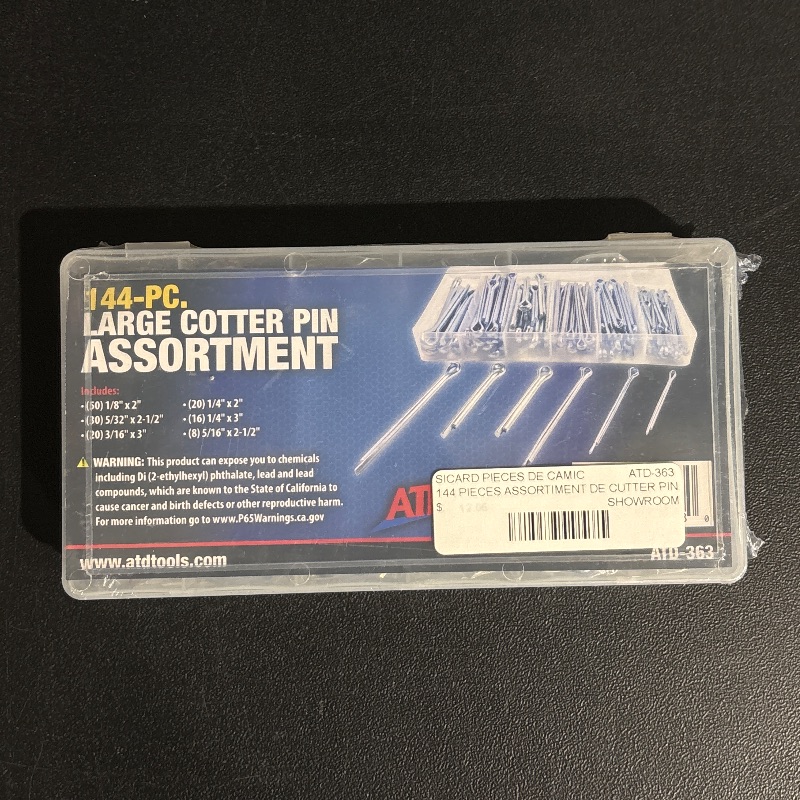 144-PC.
LARGE COTTER PIN
ASSORTMENT
Includes:
• (50) 1/8" x 2"
• (30) 5/32" x 2-1/2"
• (20) 3/16" x 3"
• (20) 1/4" x 2"
• (16) 1/4" x 3"
• (8) 5/16" x 2-1/2"
WARNING: This product can expose you to chemicals
including Di (2-ethylhexyl) phthalate, lead and lead
compounds, which are known to the State of California to
cause cancer and birth defects or other reproductive harm.
For more information go to www.P65Warnings.ca.gov
AT
SICARD PIECES DE CAMIC ATD-363
144 PIECES ASSORTIMENT DE CUTTER PIN
$ SHOWROOM
0
www.atdtools.com ATD-363